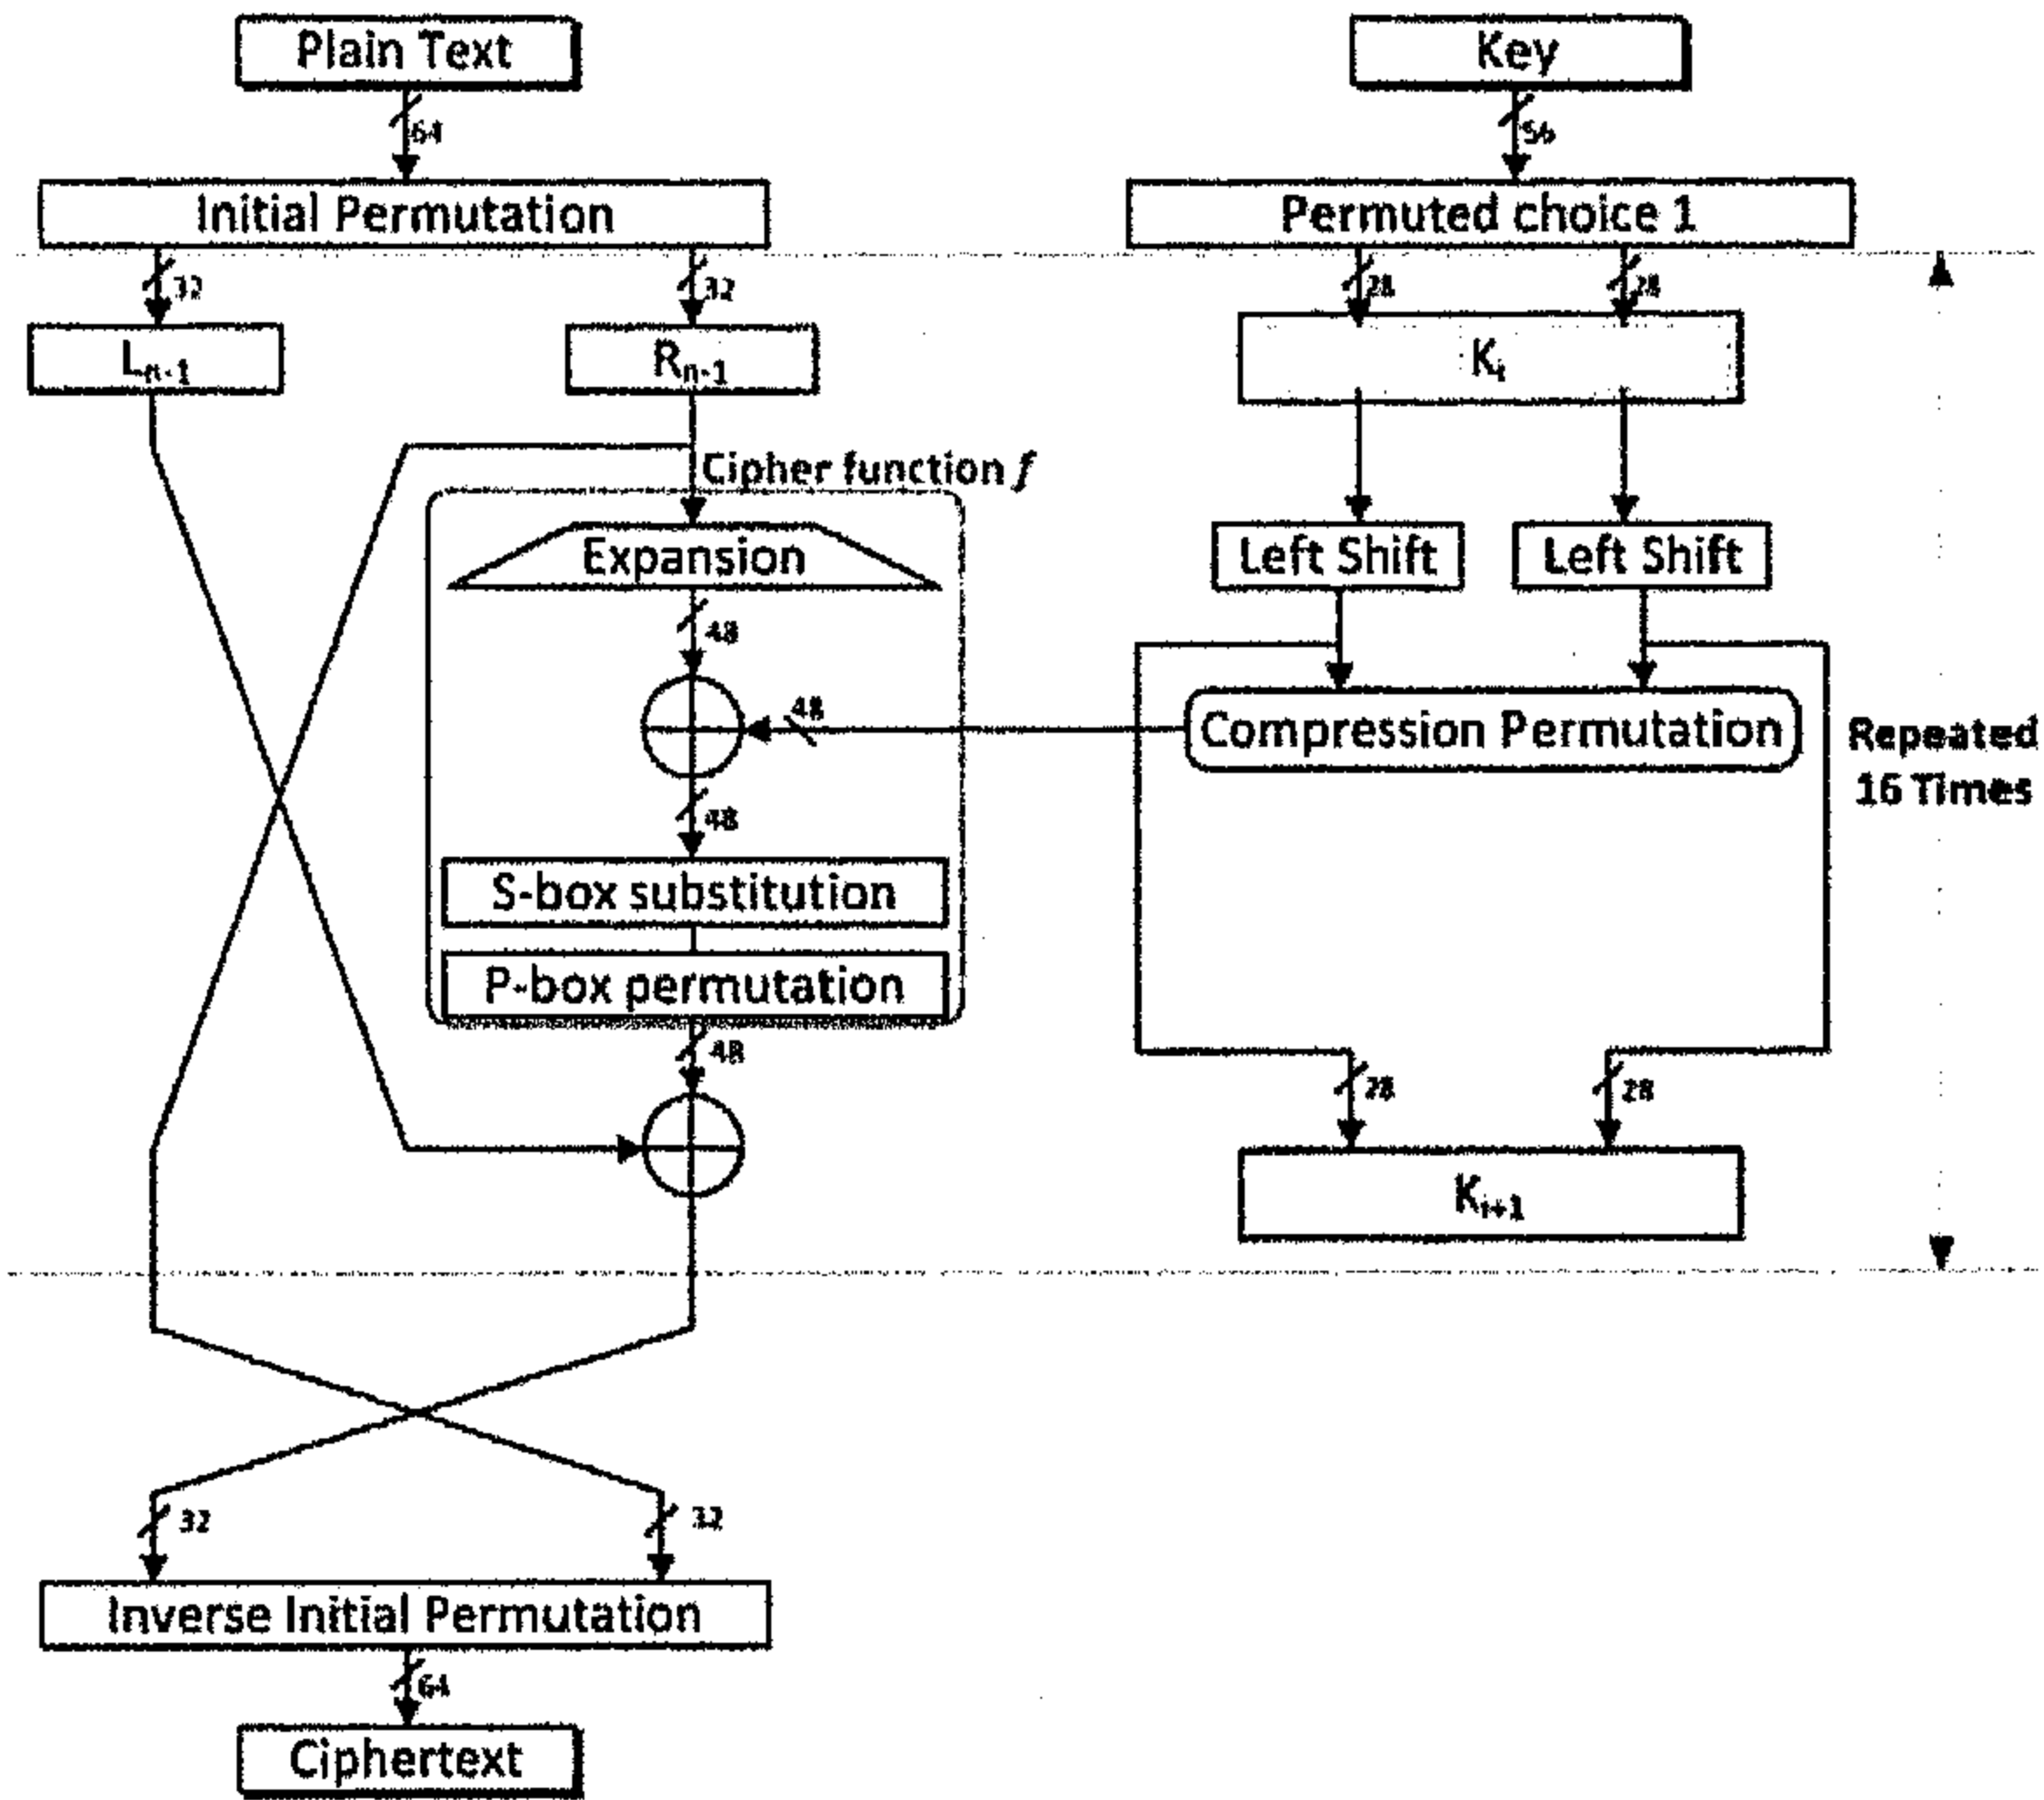 Plain Text
Key
64
56
Initial Permutation
Permuted choice 1
32
32
28
28
Lₙ₋₁
Rₙ₋₁
Kᵢ
Cipher function f
Expansion
Left Shift
Left Shift
48
48
Compression Permutation
Repeated
16 Times
48
S-box substitution
P-box permutation
48
28
28
Kᵢ₊₁
32
32
Inverse Initial Permutation
64
Ciphertext